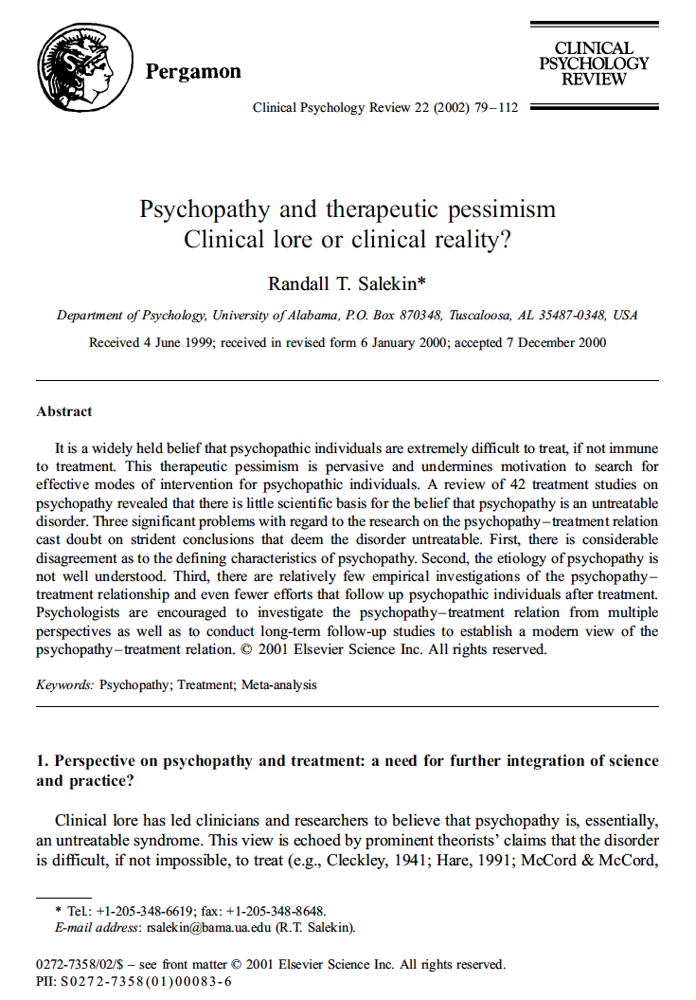 Pergamon
CLINICAL
PSYCHOLOGY
REVIEW
Clinical Psychology Review 22 (2002) 79–112
Psychopathy and therapeutic pessimism
Clinical lore or clinical reality?
Randall T. Salekin*
Department of Psychology, University of Alabama, P.O. Box 870348, Tuscaloosa, AL 35487-0348, USA
Received 4 June 1999; received in revised form 6 January 2000; accepted 7 December 2000
Abstract
It is a widely held belief that psychopathic individuals are extremely difficult to treat, if not immune
to treatment. This therapeutic pessimism is pervasive and undermines motivation to search for
effective modes of intervention for psychopathic individuals. A review of 42 treatment studies on
psychopathy revealed that there is little scientific basis for the belief that psychopathy is an untreatable
disorder. Three significant problems with regard to the research on the psychopathy–treatment relation
cast doubt on strident conclusions that deem the disorder untreatable. First, there is considerable
disagreement as to the defining characteristics of psychopathy. Second, the etiology of psychopathy is
not well understood. Third, there are relatively few empirical investigations of the psychopathy–
treatment relationship and even fewer efforts that follow up psychopathic individuals after treatment.
Psychologists are encouraged to investigate the psychopathy–treatment relation from multiple
perspectives as well as to conduct long-term follow-up studies to establish a modern view of the
psychopathy–treatment relation. © 2001 Elsevier Science Inc. All rights reserved.
Keywords: Psychopathy; Treatment; Meta-analysis
1. Perspective on psychopathy and treatment: a need for further integration of science
and practice?
Clinical lore has led clinicians and researchers to believe that psychopathy is, essentially,
an untreatable syndrome. This view is echoed by prominent theorists' claims that the disorder
is difficult, if not impossible, to treat (e.g., Cleckley, 1941; Hare, 1991; McCord & McCord,
* Tel.: +1-205-348-6619; fax: +1-205-348-8648.
E-mail address: rsalekin@bama.ua.edu (R.T. Salekin).
0272-7358/02/$ – see front matter © 2001 Elsevier Science Inc. All rights reserved.
PII: S0272-7358(01)00083-6